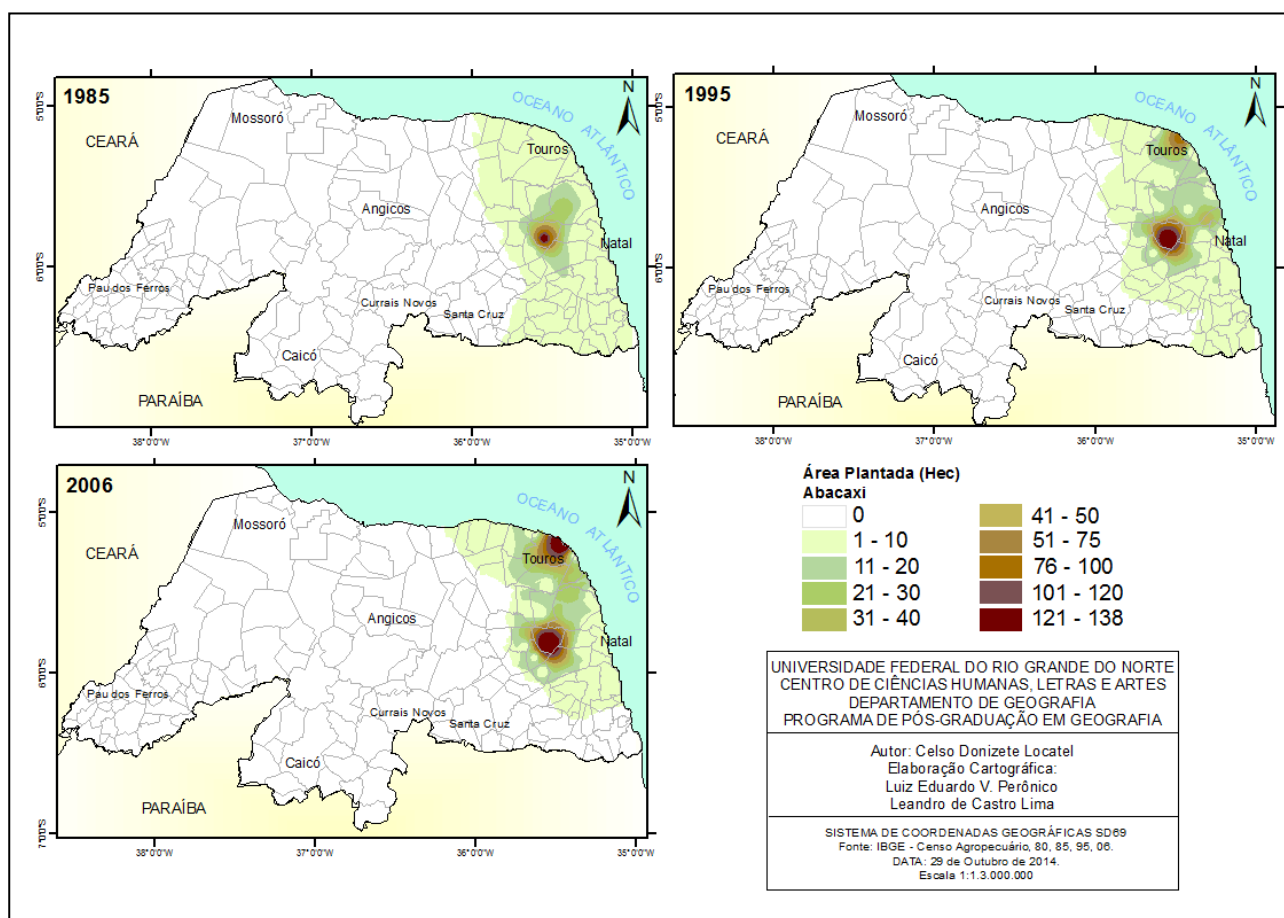 1985
N
OCEANO ATLÂNTICO
CEARÁ
Mossoró
Touros
Angicos
Natal
Pau dos Ferros
Currais Novos
Santa Cruz
Caicó
PARAÍBA
5°0'0"S
6°0'0"S
38°0'0"W
37°0'0"W
36°0'0"W
35°0'0"W
1995
N
OCEANO ATLÂNTICO
CEARÁ
Mossoró
Touros
Angicos
Natal
Pau dos Ferros
Currais Novos
Santa Cruz
Caicó
PARAÍBA
5°0'0"S
6°0'0"S
38°0'0"W
37°0'0"W
36°0'0"W
35°0'0"W
2006
N
OCEANO ATLÂNTICO
CEARÁ
Mossoró
Touros
Angicos
Natal
Pau dos Ferros
Currais Novos
Santa Cruz
Caicó
PARAÍBA
5°0'0"S
6°0'0"S
7°0'0"S
38°0'0"W
37°0'0"W
36°0'0"W
35°0'0"W
Área Plantada (Hec)
Abacaxi
0
1 - 10
11 - 20
21 - 30
31 - 40
41 - 50
51 - 75
76 - 100
101 - 120
121 - 138
UNIVERSIDADE FEDERAL DO RIO GRANDE DO NORTE
CENTRO DE CIÊNCIAS HUMANAS, LETRAS E ARTES
DEPARTAMENTO DE GEOGRAFIA
PROGRAMA DE PÓS-GRADUAÇÃO EM GEOGRAFIA
Autor: Celso Donizete Locatel
Elaboração Cartográfica:
Luiz Eduardo V. Perônico
Leandro de Castro Lima
SISTEMA DE COORDENADAS GEOGRÁFICAS SD69
Fonte: IBGE - Censo Agropecuário, 80, 85, 95, 06.
DATA: 29 de Outubro de 2014.
Escala 1:1.3.000.000